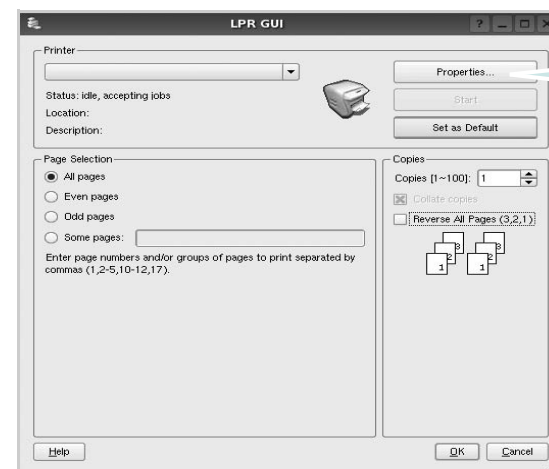 LPR GUI
Printer
Properties...
Status: idle, accepting jobs
Start
Location:
Description:
Set as Default
Page Selection
All pages
Even pages
Odd pages
Some pages:
Enter page numbers and/or groups of pages to print separated by
commas (1,2-5,10-12,17).
Copies
Copies [1~100]: 1
Collate copies
Reverse All Pages (3,2,1)
3 3
2 2
1 1
Help
OK
Cancel